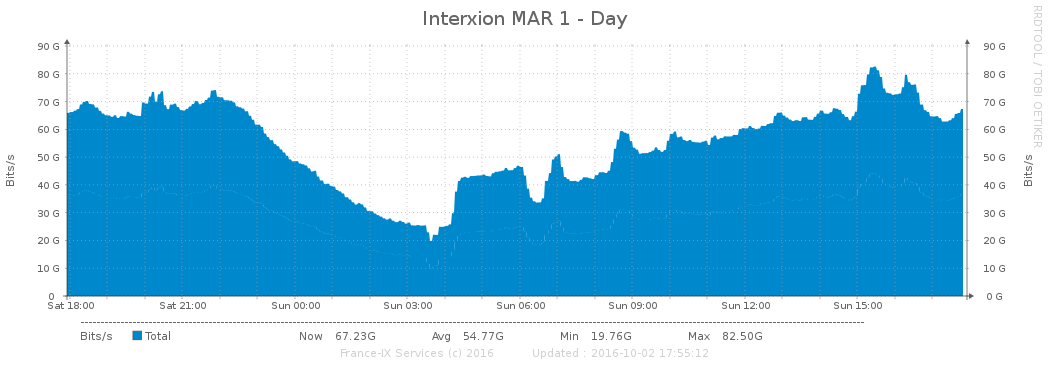 Interxion MAR 1 - Day
RRDTOOL / TOBI OETIKER
Bits/s
Bits/s
90 G 90 G
80 G 80 G
70 G 70 G
60 G 60 G
50 G 50 G
40 G 40 G
30 G 30 G
20 G 20 G
10 G 10 G
0 0 G
Sat 18:00 Sat 21:00 Sun 00:00 Sun 03:00 Sun 06:00 Sun 09:00 Sun 12:00 Sun 15:00
Bits/s Total Now 67.23G Avg 54.77G Min 19.76G Max 82.50G
France-IX Services (c) 2016 Updated : 2016-10-02 17:55:12